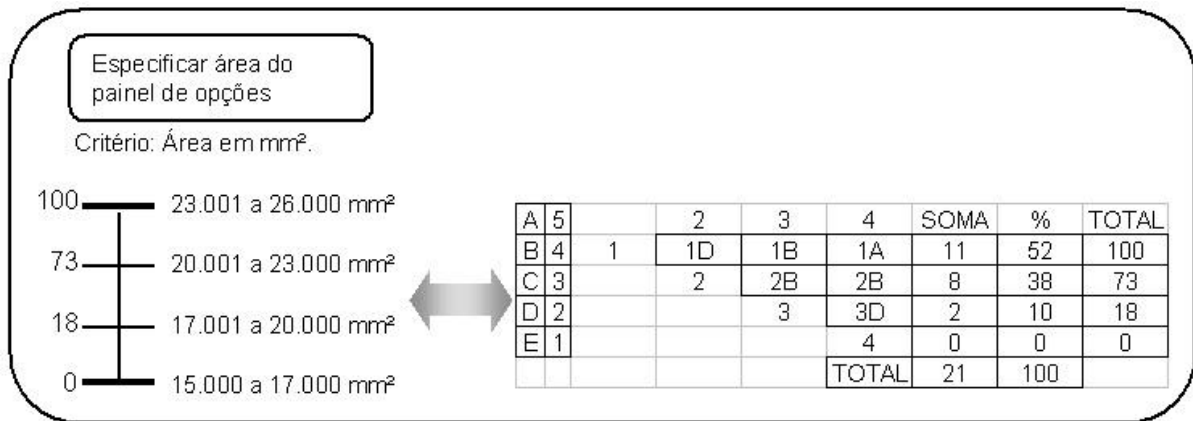 Especificar área do
painel de opções
Critério: Área em mm².
100 23.001 a 26.000 mm²
73 20.001 a 23.000 mm²
18 17.001 a 20.000 mm²
0 15.000 a 17.000 mm²
A 5 2 3 4 SOMA % TOTAL
B 4 1 1D 1B 1A 11 52 100
C 3 2 2B 2B 8 38 73
D 2 3 3D 2 10 18
E 1 4 0 0 0
TOTAL 21 100